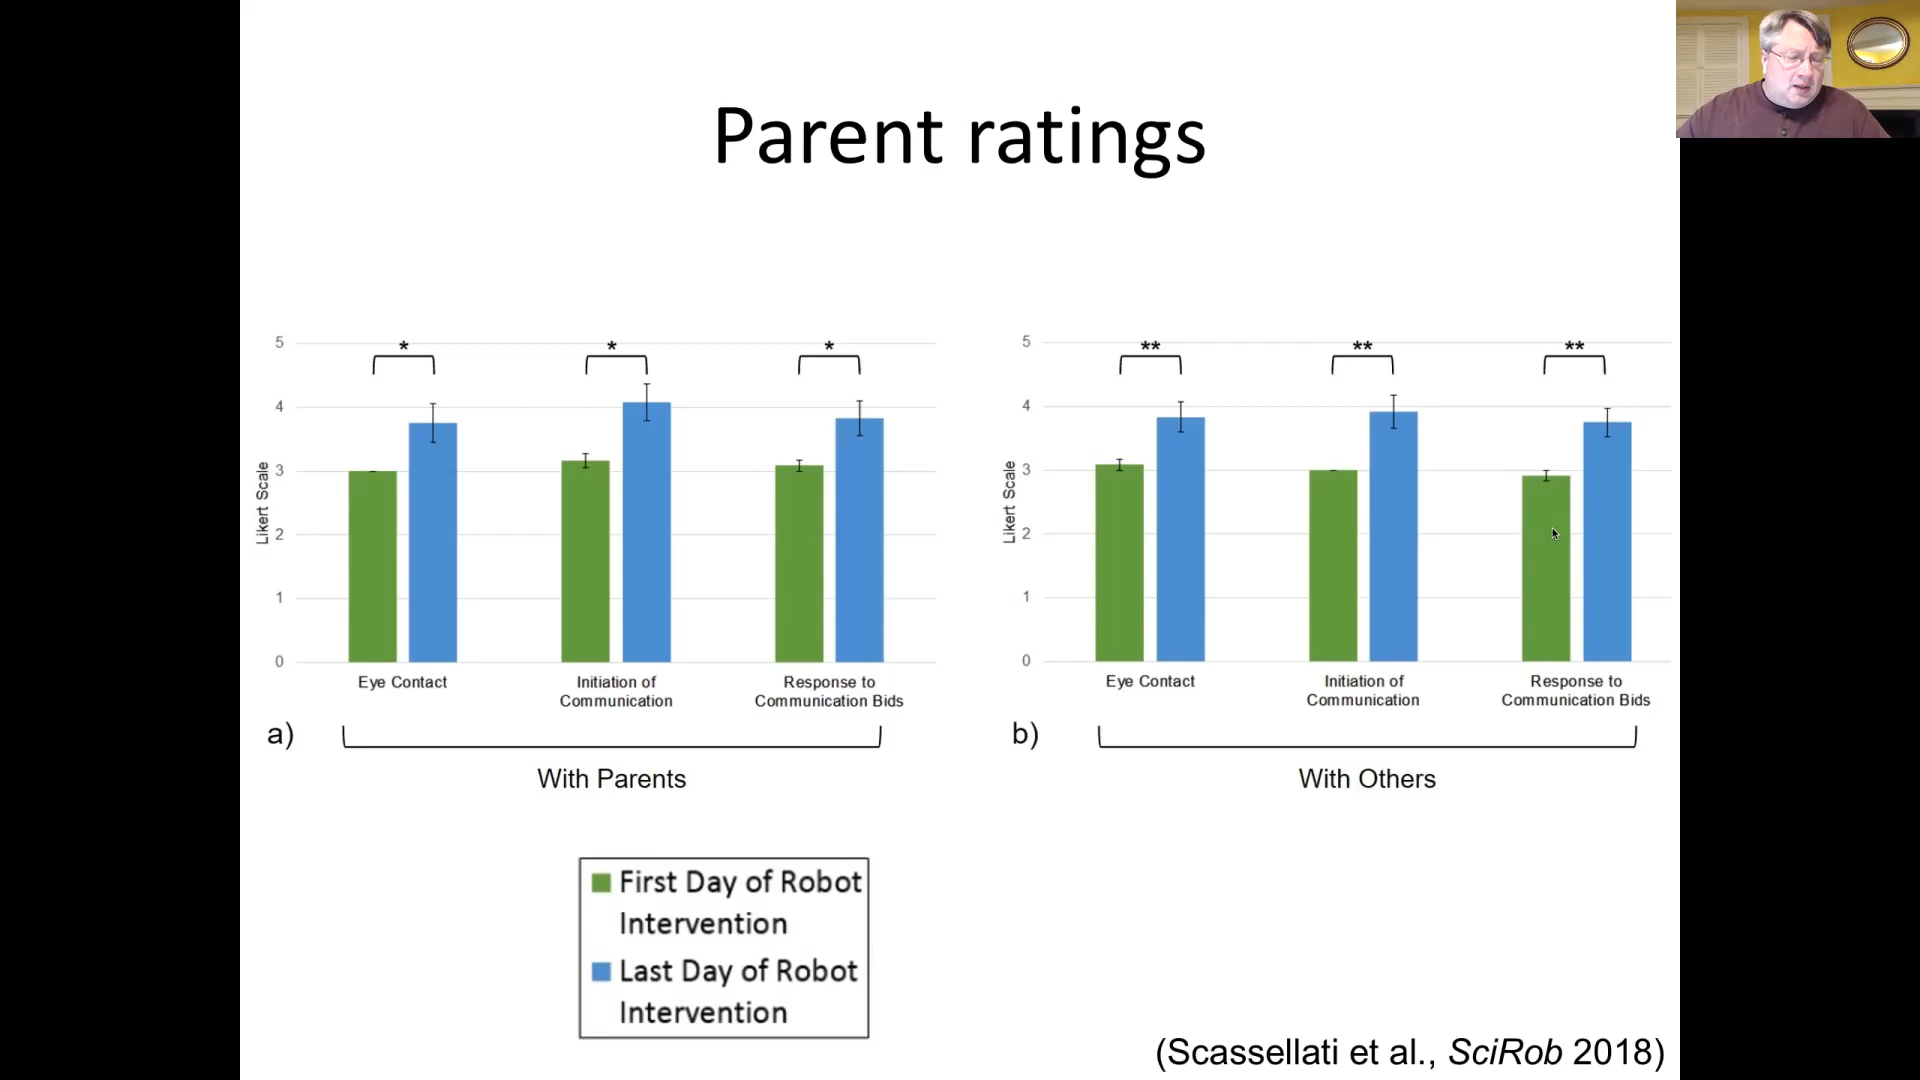 Parent ratings
5
4
3
2
1
0
Likert Scale
*
*
*
Eye Contact
Initiation of
Communication
Response to
Communication Bids
a)
With Parents
5
4
3
2
1
0
Likert Scale
**
**
**
Eye Contact
Initiation of
Communication
Response to
Communication Bids
b)
With Others
First Day of Robot
Intervention
Last Day of Robot
Intervention
(Scassellati et al., SciRob 2018)